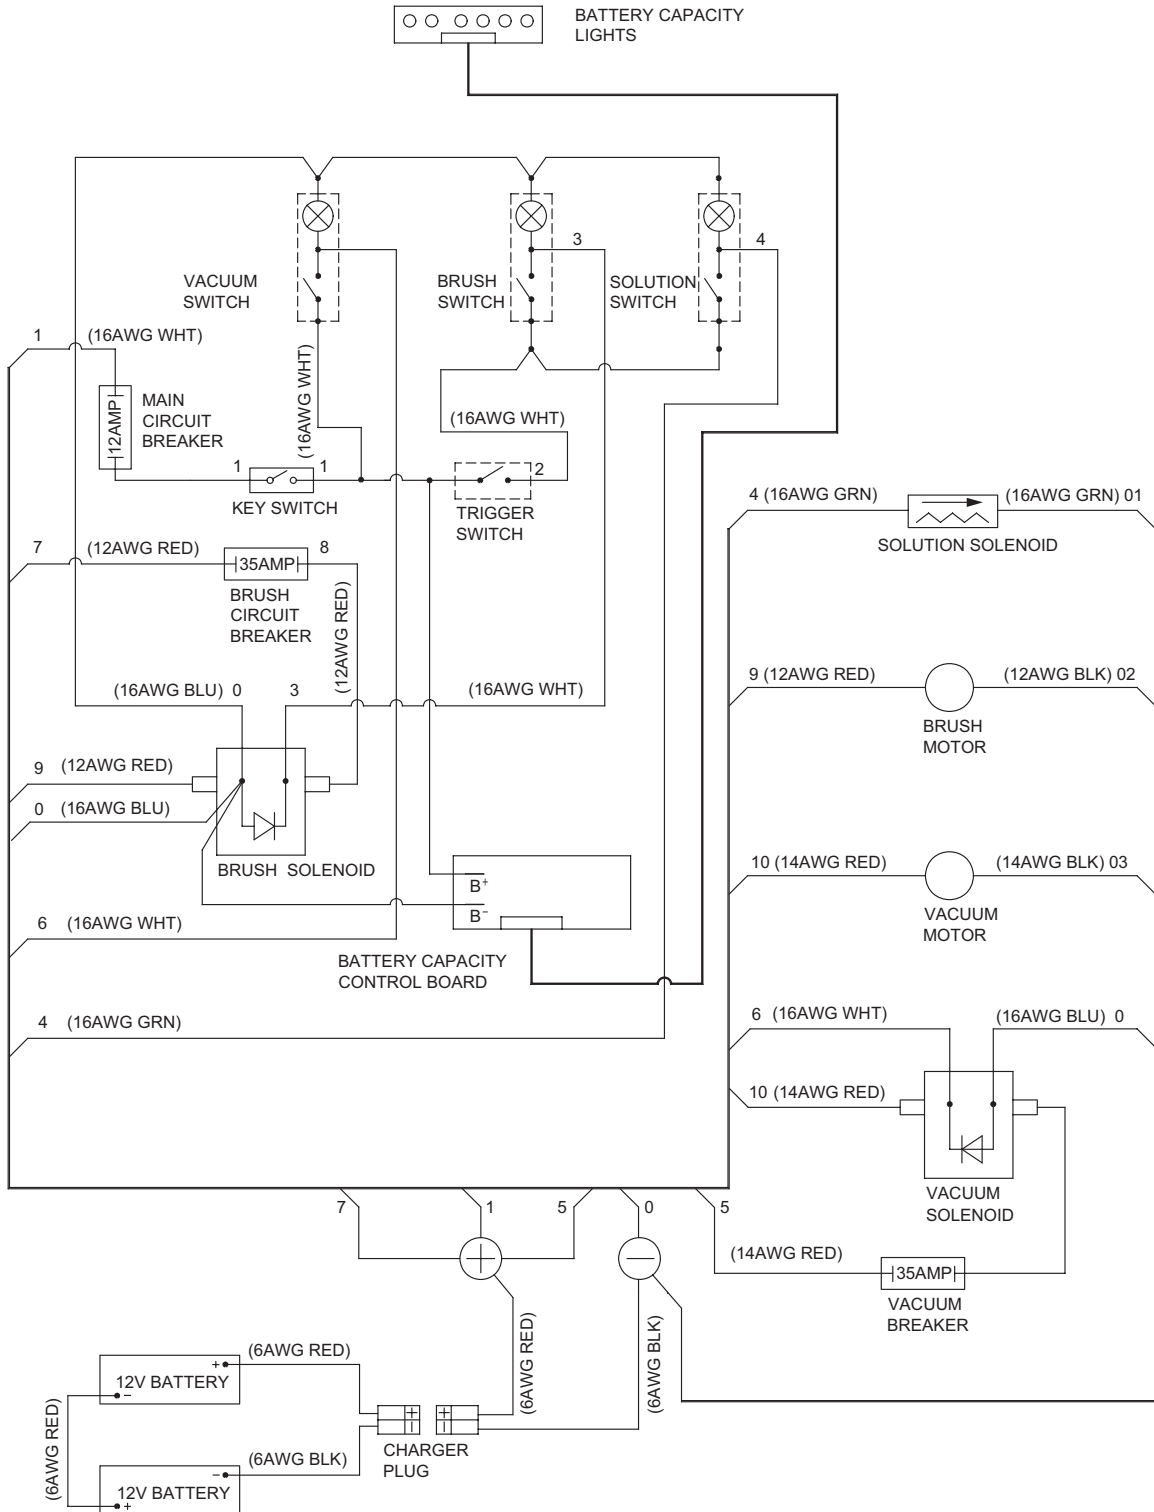 BATTERY CAPACITY
LIGHTS
3
4
VACUUM
SWITCH
BRUSH
SWITCH
SOLUTION
SWITCH
1 (16AWG WHT)
(16AWG WHT)
12AMP
MAIN
CIRCUIT
BREAKER
(16AWG WHT)
1
1
KEY SWITCH
2
TRIGGER
SWITCH
4 (16AWG GRN)
(16AWG GRN) 01
SOLUTION SOLENOID
7 (12AWG RED)
35AMP
8
BRUSH
CIRCUIT
BREAKER
(12AWG RED)
(16AWG BLU) 0
3
(16AWG WHT)
9 (12AWG RED)
(12AWG BLK) 02
BRUSH
MOTOR
9 (12AWG RED)
0 (16AWG BLU)
BRUSH SOLENOID
B+
B−
10 (14AWG RED)
(14AWG BLK) 03
VACUUM
MOTOR
6 (16AWG WHT)
BATTERY CAPACITY
CONTROL BOARD
4 (16AWG GRN)
6 (16AWG WHT)
(16AWG BLU) 0
10 (14AWG RED)
VACUUM
SOLENOID
7
1
5
0
5
+
−
(14AWG RED)
35AMP
VACUUM
BREAKER
(6AWG RED)
(6AWG BLK)
(6AWG RED)
+
12V BATTERY
−
(6AWG RED)
+
−
+
−
CHARGER
PLUG
(6AWG BLK)
−
12V BATTERY
+